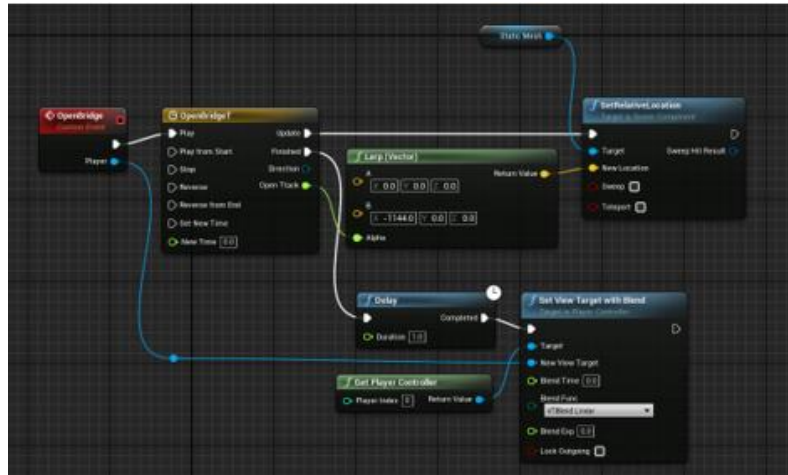 Static Mesh
OpenBridge
Custom Event
Player
OpenBridgeT
Play
Play from Start
Stop
Reverse
Reverse from End
Set New Time
New Time 0.0
Update
Finished
Direction
Open Track
Lerp (Vector)
A
X 0.0 Y 0.0 Z 0.0
B
X -1144.0 Y 0.0 Z 0.0
Alpha
Return Value
SetRelativeLocation
Target is Scene Component
Target
New Location
Sweep
Teleport
Sweep Hit Result
Delay
Duration 1.0
Completed
Get Player Controller
Player Index 0
Return Value
Set View Target with Blend
Target is Player Controller
Target
New View Target
Blend Time 0.0
Blend Func
VTBlend Linear
Blend Exp 0.0
Lock Outgoing